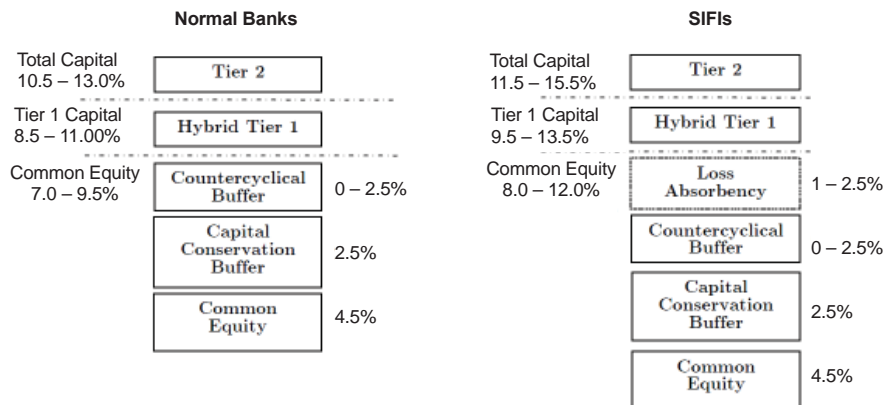 Normal Banks
Total Capital
10.5 – 13.0%
Tier 2
Tier 1 Capital
8.5 – 11.00%
Hybrid Tier 1
Common Equity
7.0 – 9.5%
Countercyclical
Buffer
0 – 2.5%
Capital
Conservation
Buffer
2.5%
Common
Equity
4.5%
SIFIs
Total Capital
11.5 – 15.5%
Tier 2
Tier 1 Capital
9.5 – 13.5%
Hybrid Tier 1
Common Equity
8.0 – 12.0%
Loss
Absorbency
1 – 2.5%
Countercyclical
Buffer
0 – 2.5%
Capital
Conservation
Buffer
2.5%
Common
Equity
4.5%